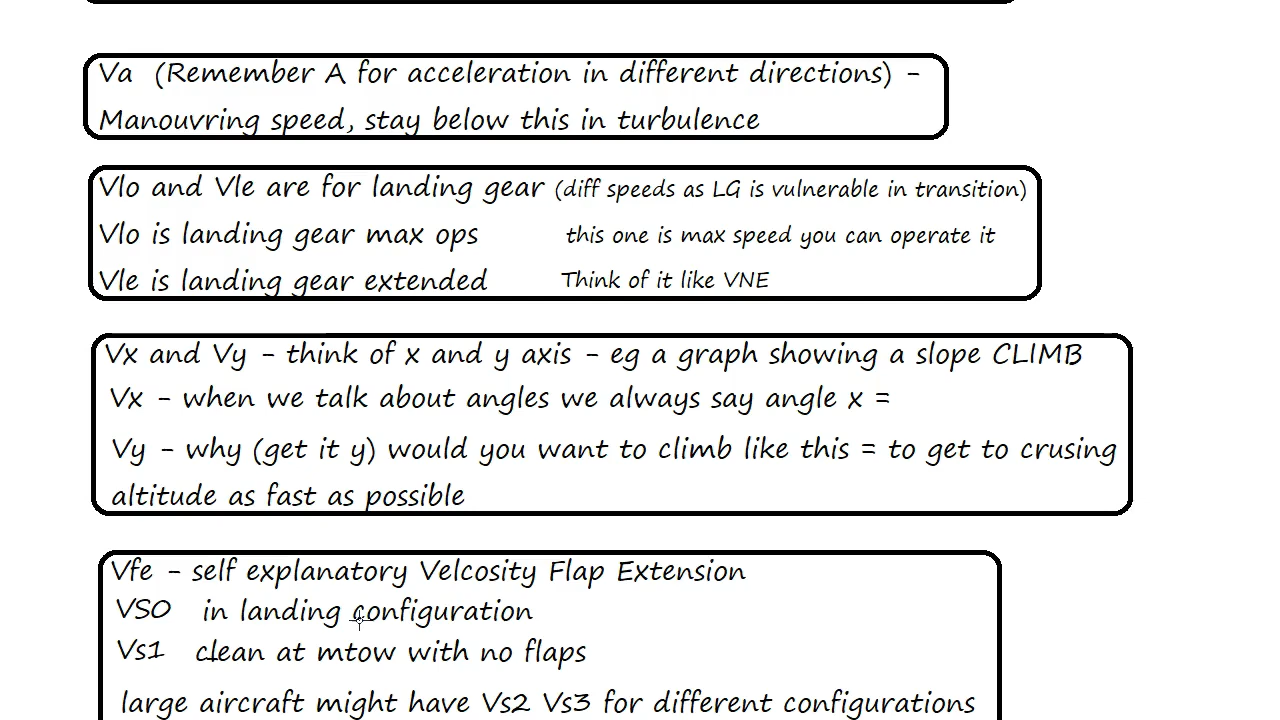 Va (Remember A for acceleration in different directions) -
Manouvring speed, stay below this in turbulence
Vlo and Vle are for landing gear (diff speeds as LG is vulnerable in transition)
Vlo is landing gear max ops this one is max speed you can operate it
Vle is landing gear extended Think of it like VNE
Vx and Vy - think of x and y axis - eg a graph showing a slope CLIMB
Vx - when we talk about angles we always say angle x =
Vy - why (get it y) would you want to climb like this = to get to crusing
altitude as fast as possible
Vfe - self explanatory Velcosity Flap Extension
VSO in landing configuration
Vs1 clean at mtow with no flaps
large aircraft might have Vs2 Vs3 for different configurations